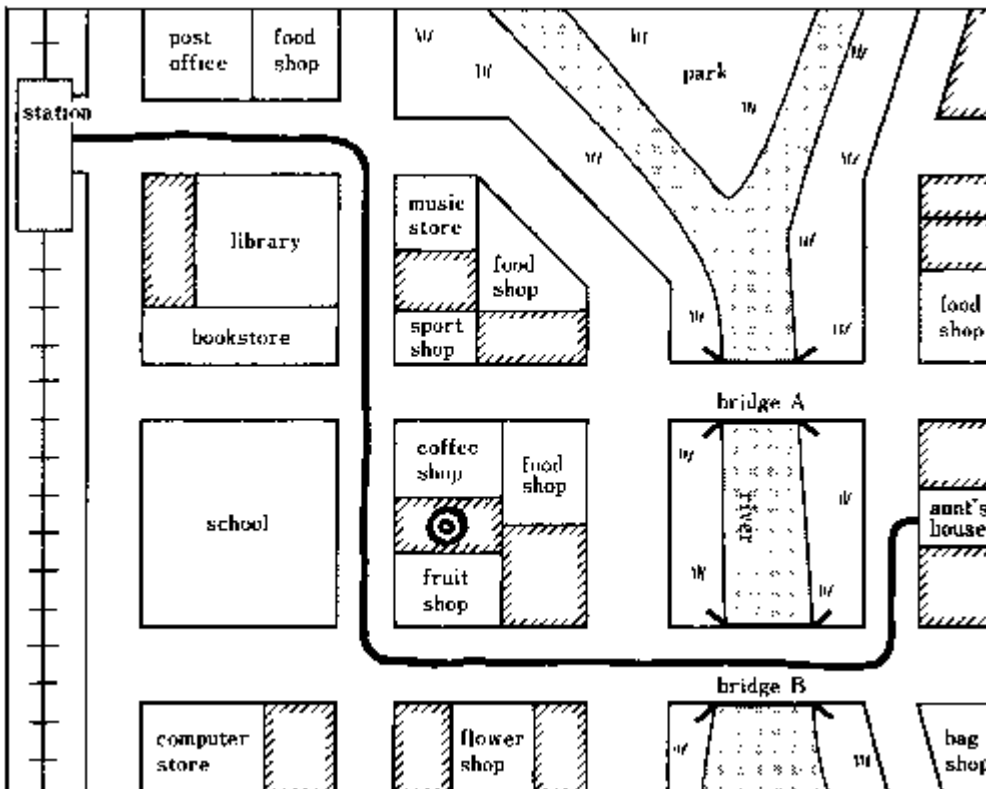 post
office
food
shop
park
station
library
music
store
food
shop
bookstore
sport
shop
food
shop
bridge A
coffee
shop
food
shop
river
school
aunt's
house
fruit
shop
bridge B
computer
store
flower
shop
bag
shop